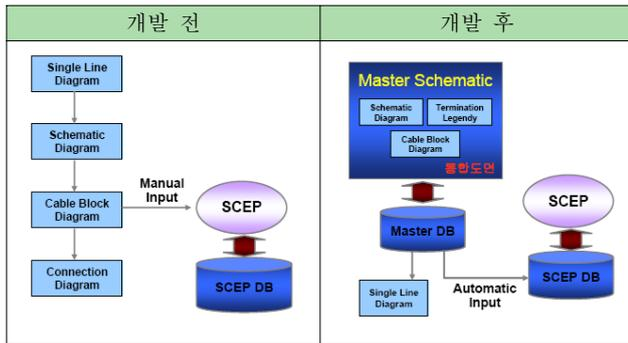 개발 전
개발 후
Single Line
Diagram
Schematic
Diagram
Cable Block
Diagram
Connection
Diagram
Manual
Input
SCEP
SCEP DB
Master Schematic
Schematic
Diagram
Termination
Legendy
Cable Block
Diagram
통합도면
Master DB
Single Line
Diagram
Automatic
Input
SCEP
SCEP DB